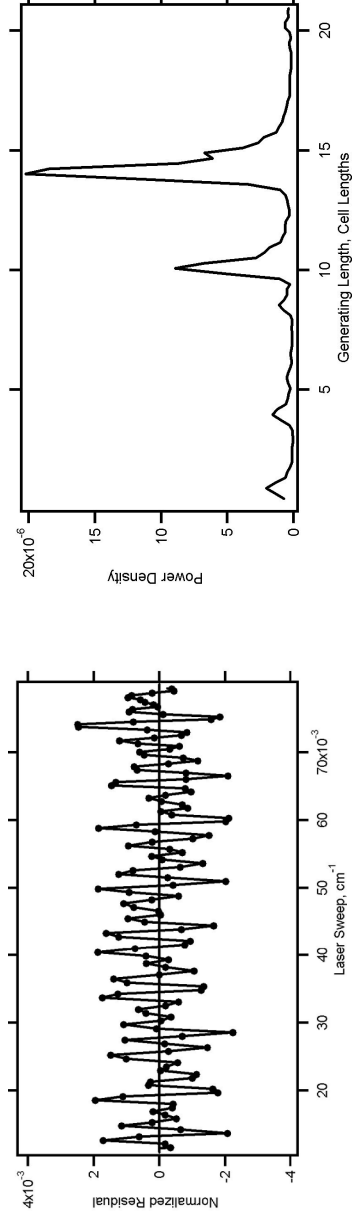 4x10-3
2
0
-2
-4
Normalized Residual
20
30
40
50
60
70x10-3
Laser Sweep, cm-1
20x10-6
15
10
5
0
Power Density
5
10
15
20
Generating Length, Cell Lengths